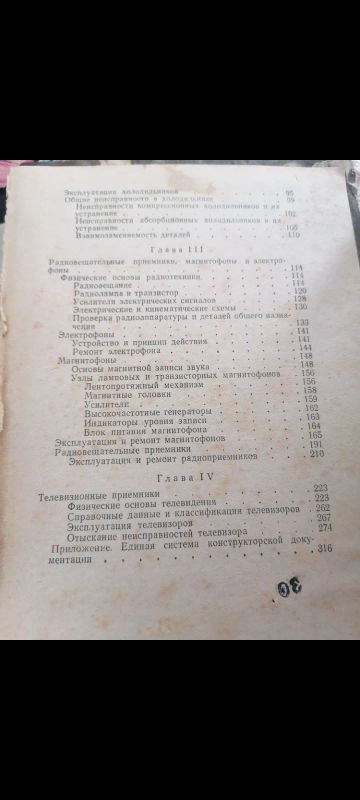 Эксплуатация холодильников . . . 95
Общие неисправности в холодильниках . . . 99
Неисправности компрессионных холодильников и их
устранение . . . 102
Неисправности абсорбционных холодильников и их
устранение . . . 105
Взаимозаменяемость деталей . . . 110
Глава III
Радиовещательные приемники, магнитофоны и электро-
фоны . . . 114
Физические основы радиотехники. . . . 114
Радиовещание . . . 114
Радиолампа и транзистор . . . 120
Усилители электрических сигналов . . . 128
Электрические и кинематические схемы . . . 130
Проверка радиоаппаратуры и деталей общего назна-
чения . . . 133
Электрофоны . . . 141
Устройство и принцип действия . . . 141
Ремонт электрофона . . . 144
Магнитофоны . . . 148
Основы магнитной записи звука . . . 148
Узлы ламповых и транзисторных магнитофонов . 156
Лентопротяжный механизм . . . 156
Магнитные головки . . . 158
Усилители . . . 159
Высокочастотные генераторы . . . 162
Индикаторы уровня записи . . . 163
Блок питания магнитофона . . . 164
Эксплуатация и ремонт магнитофонов . . . 165
Радиовещательные приемники . . . 191
Эксплуатация и ремонт радиоприемников . . . 210
Глава IV
Телевизионные приемники . . . 223
Физические основы телевидения . . . 223
Справочные данные и классификация телевизоров . 262
Эксплуатация телевизоров . . . 267
Отыскание неисправностей телевизора . . . 274
Приложение. Единая система конструкторской доку-
ментации . . . 316
30